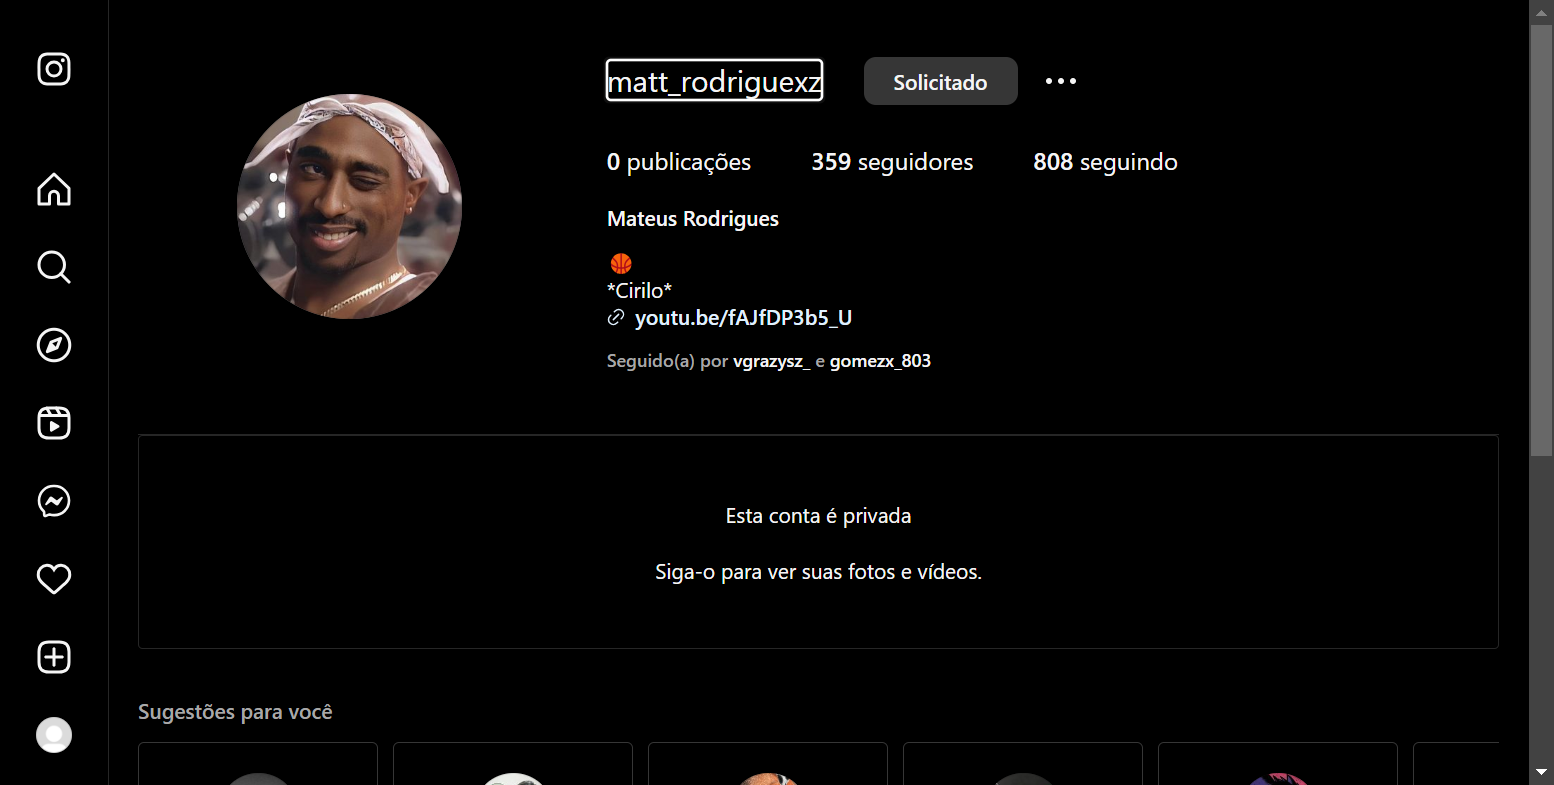 matt_rodriguexz Solicitado
0 publicações 359 seguidores 808 seguindo
Mateus Rodrigues
🏀
*Cirilo*
youtu.be/fAJfDP3b5_U
Seguido(a) por vgrazysz_ e gomezx_803
Esta conta é privada
Siga-o para ver suas fotos e vídeos.
Sugestões para você